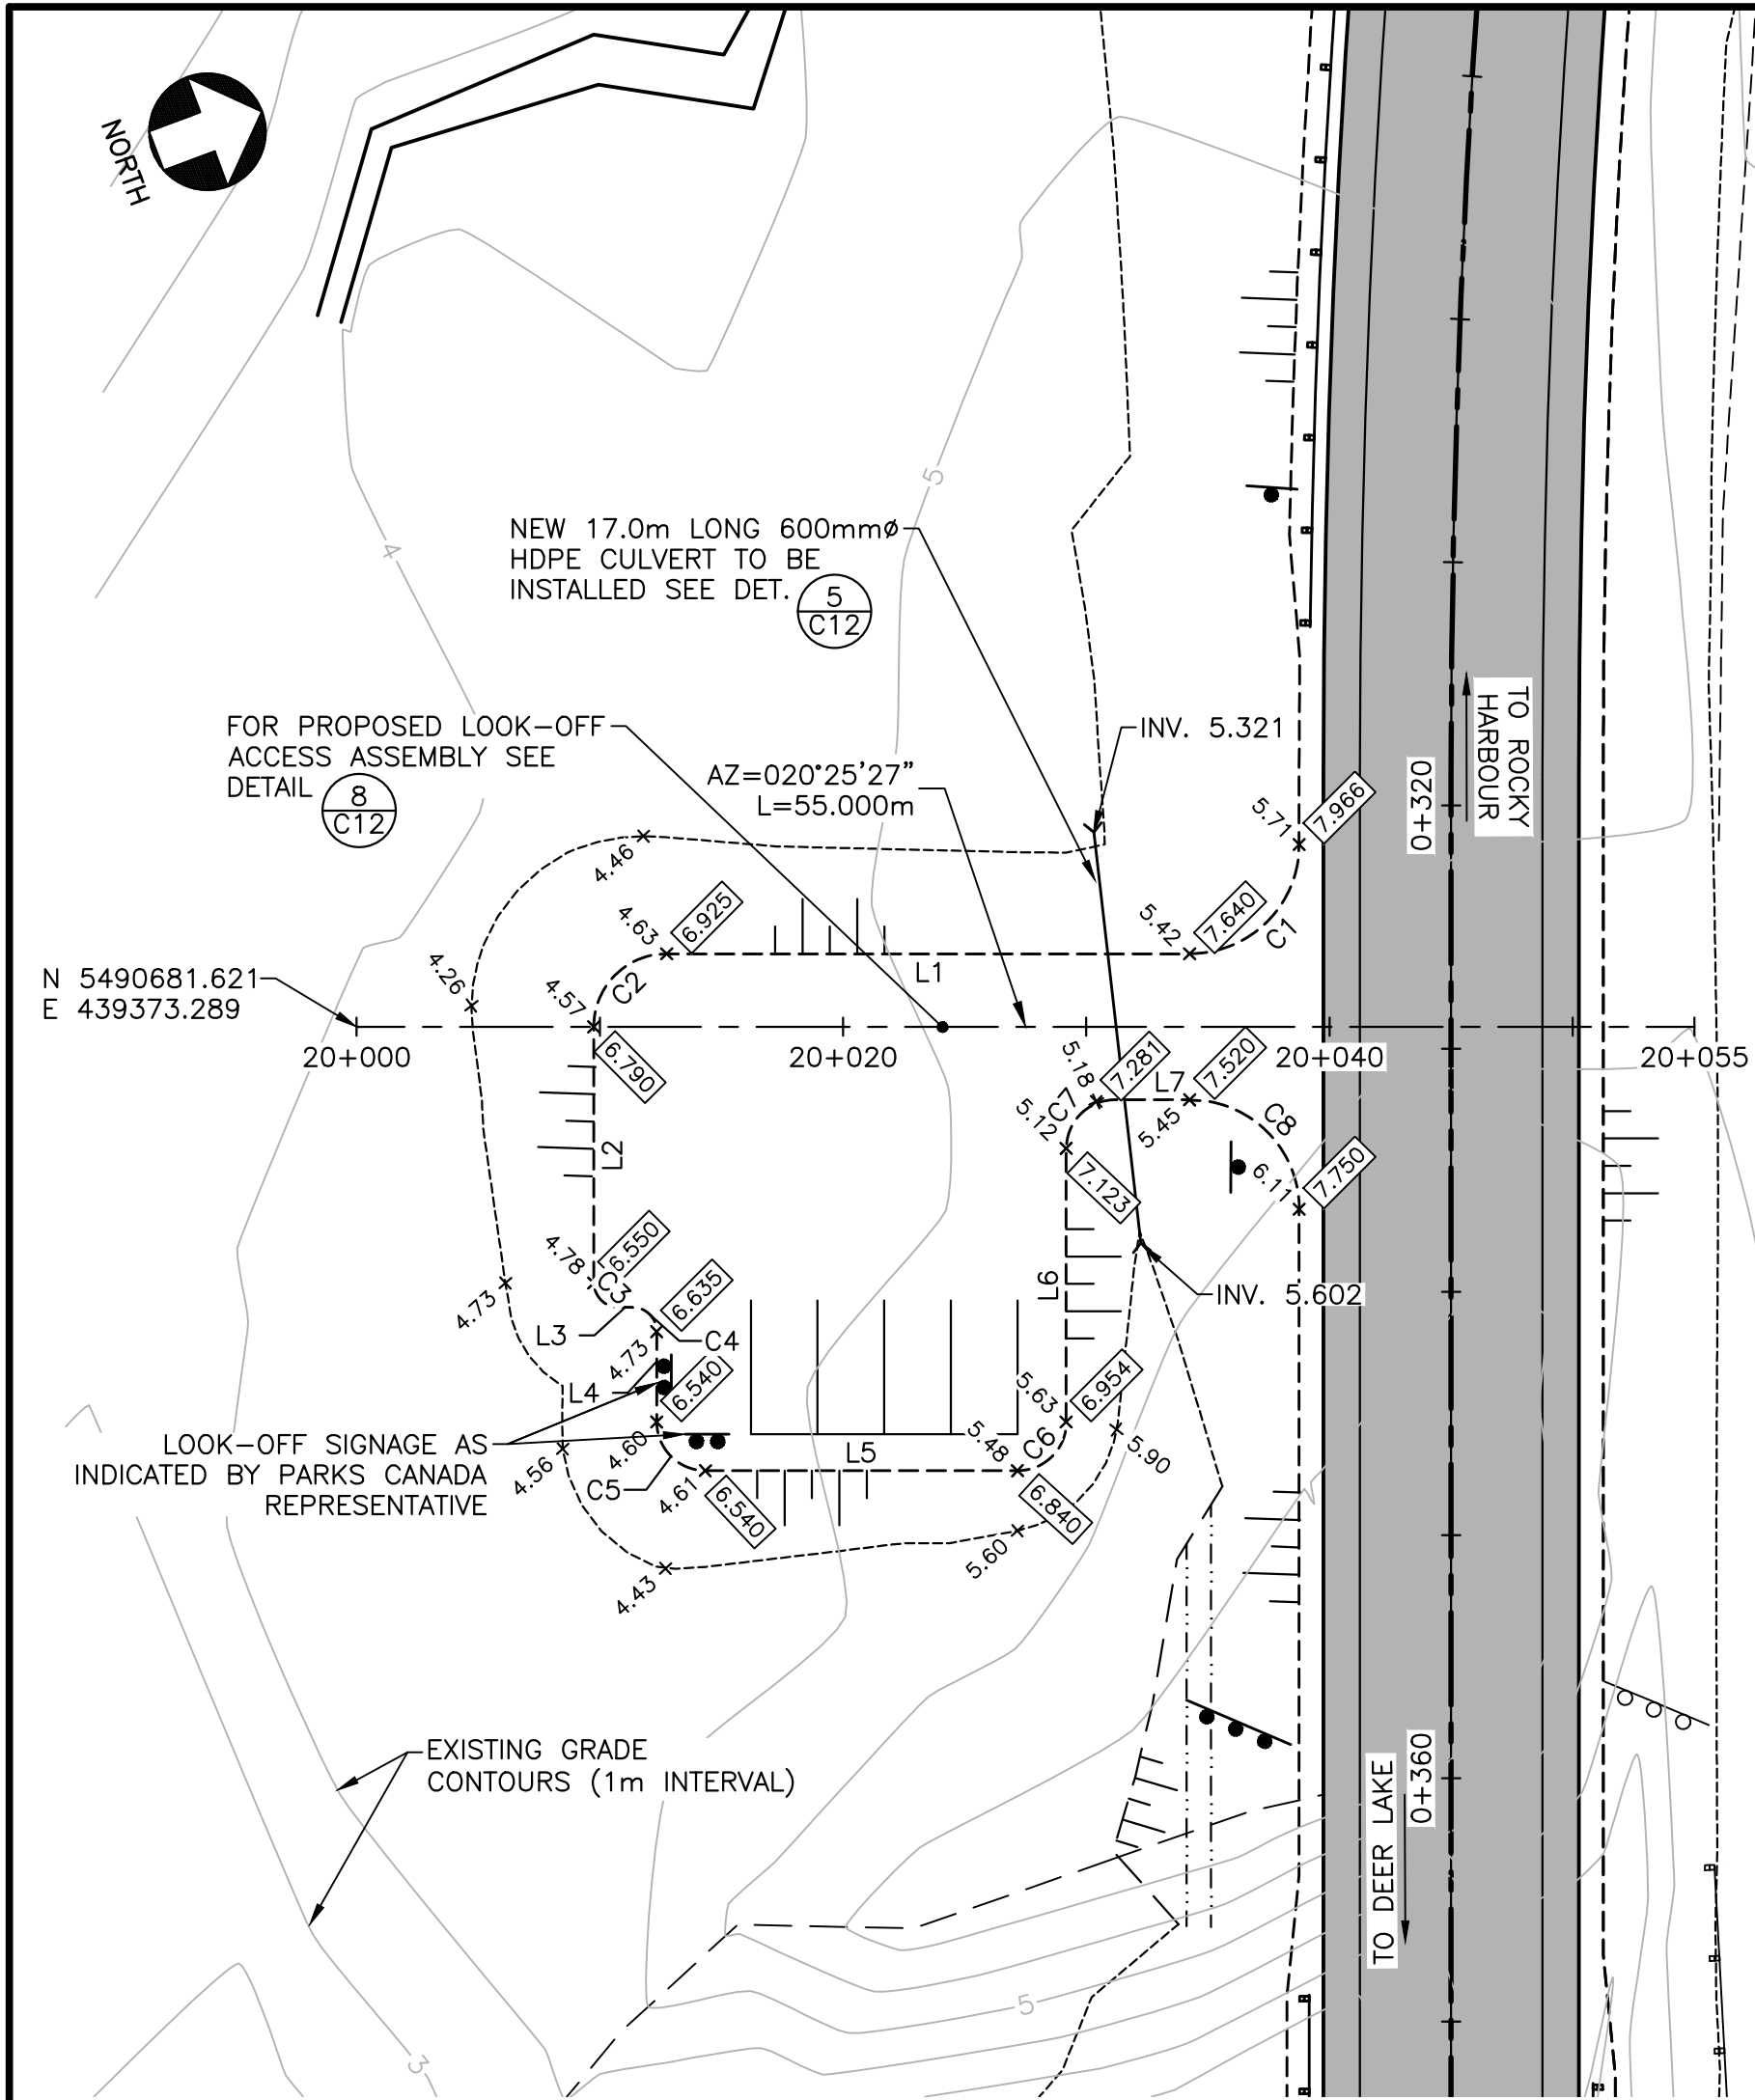 NORTH
5
4
NEW 17.0m LONG 600mmø
HDPE CULVERT TO BE
INSTALLED SEE DET.
5
C12
FOR PROPOSED LOOK-OFF
ACCESS ASSEMBLY SEE
DETAIL
8
C12
AZ=020°25'27"
L=55.000m
INV. 5.321
TO ROCKY
HARBOUR
0+320
5.71
7.966
4.46
4.63
6.925
5.42
7.640
C1
L1
C2
4.26
4.57
N 5490681.621
E 439373.289
20+000
20+020
20+040
20+055
6.790
5.18
7.281
L7
7.520
C7
5.12
5.45
C8
7.123
6.11
7.750
L2
4.78
6.550
C3
6.635
4.73
L3
C4
4.73
L4
6.540
L6
INV. 5.602
5.63
6.954
LOOK-OFF SIGNAGE AS
INDICATED BY PARKS CANADA
REPRESENTATIVE
4.56
4.60
C5
4.61
6.540
L5
5.48
C6
6.840
5.90
5.60
4.43
EXISTING GRADE
CONTOURS (1m INTERVAL)
0+360
TO DEER LAKE
5
3